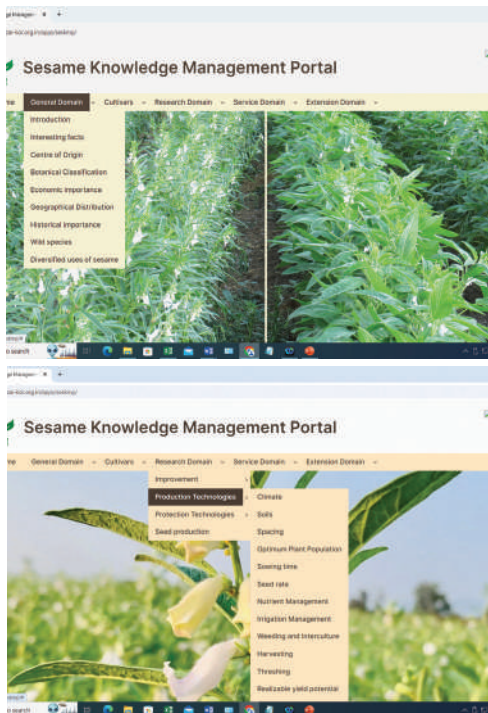 Sesame Knowledge Management Portal
General Domain Cultivars Research Domain Service Domain Extension Domain
Introduction
Interesting facts
Centre of Origin
Botanical Classification
Economic importance
Geographical Distribution
Historical importance
Wild species
Diversified uses of sesame
search
Sesame Knowledge Management Portal
General Domain Cultivars Research Domain Service Domain Extension Domain
Improvement
Production Technologies Climate
Protection Technologies Soils
Seed production Spacing
Optimum Plant Population
Sowing time
Seed rate
Nutrient Management
Irrigation Management
Weeding and Interculture
Harvesting
Threshing
Realizable yield potential
search